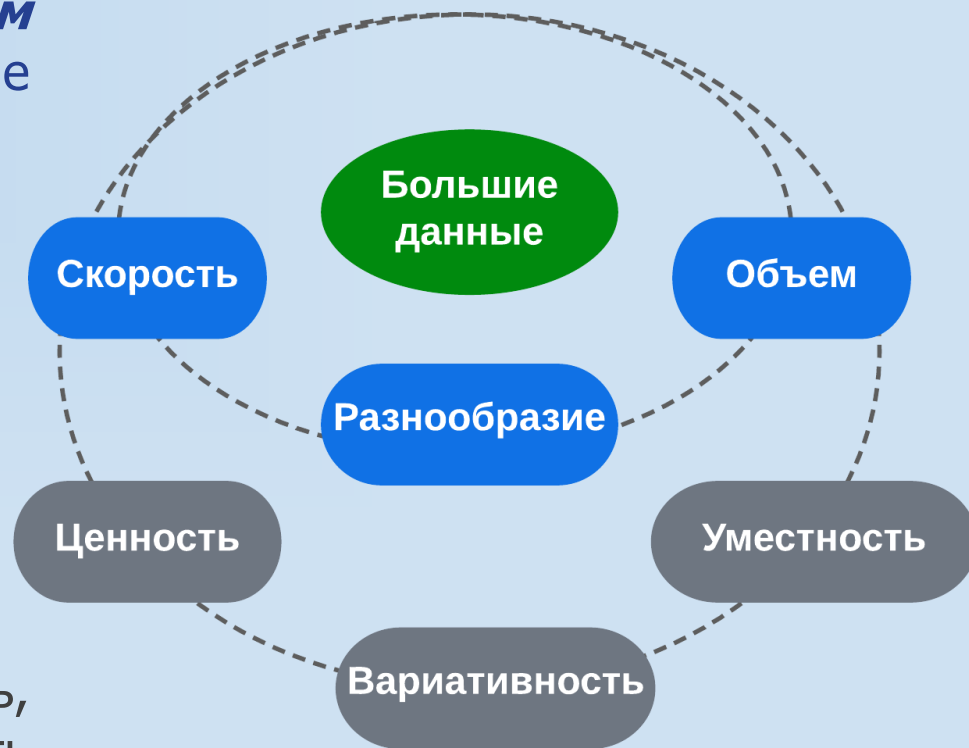 м
е
Большие
данные
Скорость
Объем
Разнообразие
Ценность
Уместность
Вариативность
ь,